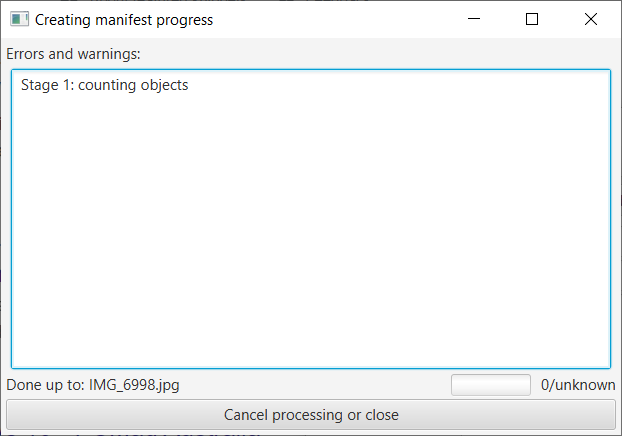 Creating manifest progress
Errors and warnings:
Stage 1: counting objects
Done up to: IMG_6998.jpg 0/unknown
Cancel processing or close